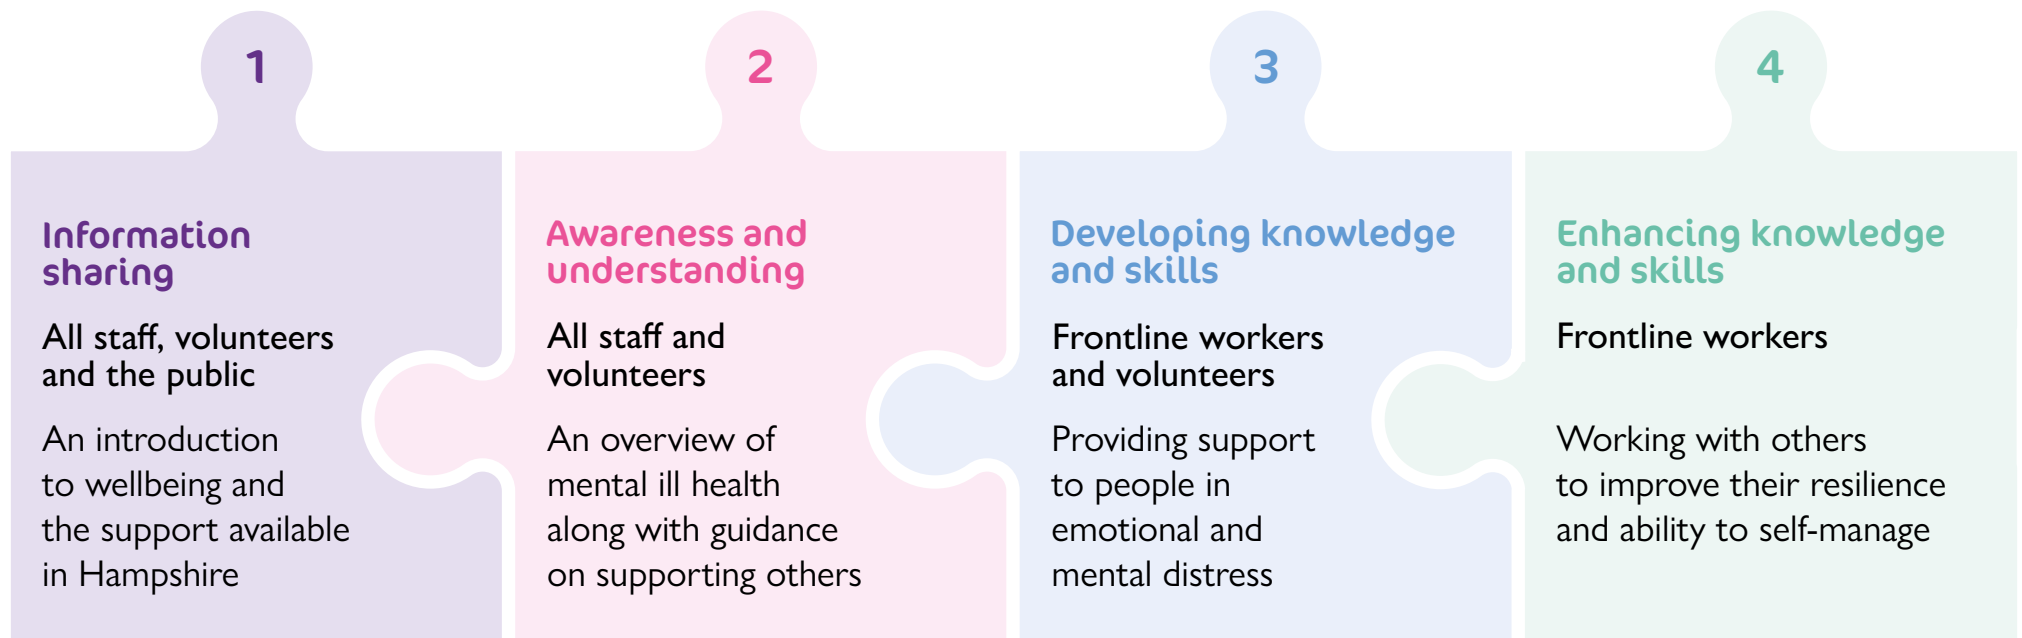 1
Information
sharing
All staff, volunteers
and the public
An introduction
to wellbeing and
the support available
in Hampshire
2
Awareness and
understanding
All staff and
volunteers
An overview of
mental ill health
along with guidance
on supporting others
3
Developing knowledge
and skills
Frontline workers
and volunteers
Providing support
to people in
emotional and
mental distress
4
Enhancing knowledge
and skills
Frontline workers
Working with others
to improve their resilience
and ability to self-manage